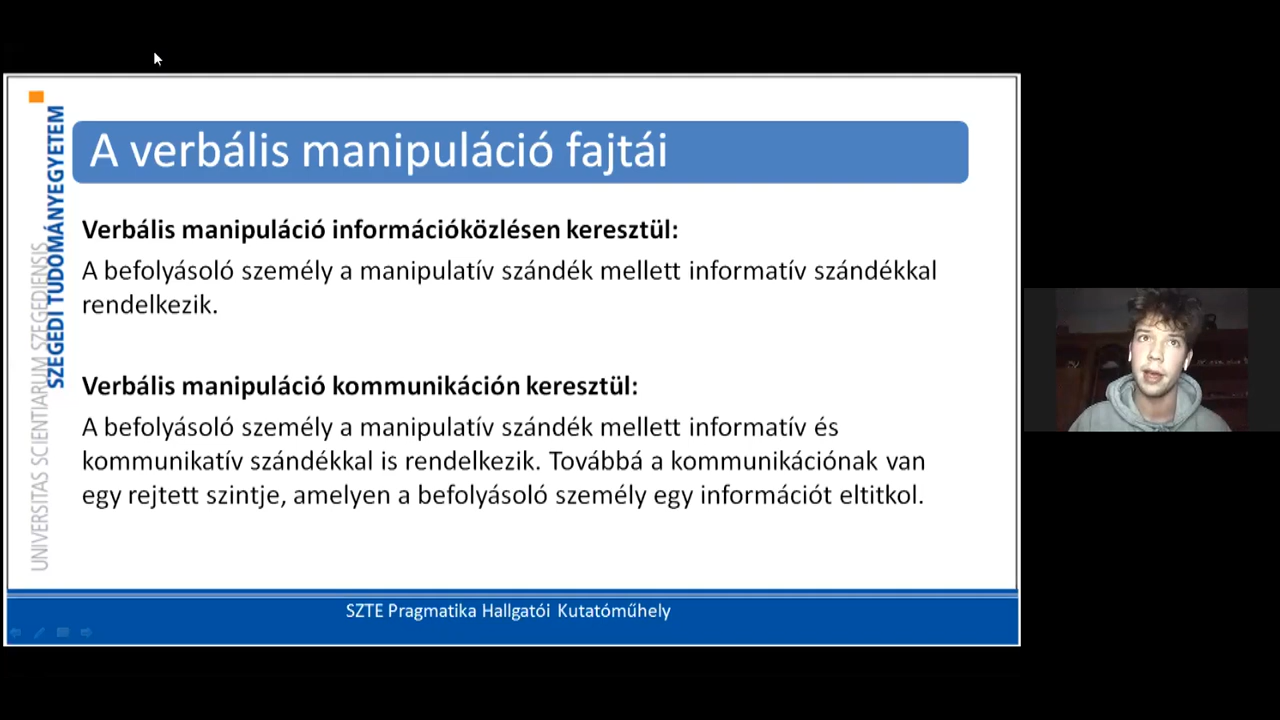 A verbális manipuláció fajtái
Verbális manipuláció információközlésen keresztül:
A befolyásoló személy a manipulatív szándék mellett informatív szándékkal
rendelkezik.
Verbális manipuláció kommunikáción keresztül:
A befolyásoló személy a manipulatív szándék mellett informatív és
kommunikatív szándékkal is rendelkezik. Továbbá a kommunikációnak van
egy rejtett szintje, amelyen a befolyásoló személy egy információt eltitkol.
SZTE Pragmatika Hallgatói Kutatóműhely
UNIVERSITAS SCIENTIARUM SZEGEDIENSIS
SZEGEDI TUDOMÁNYEGYETEM